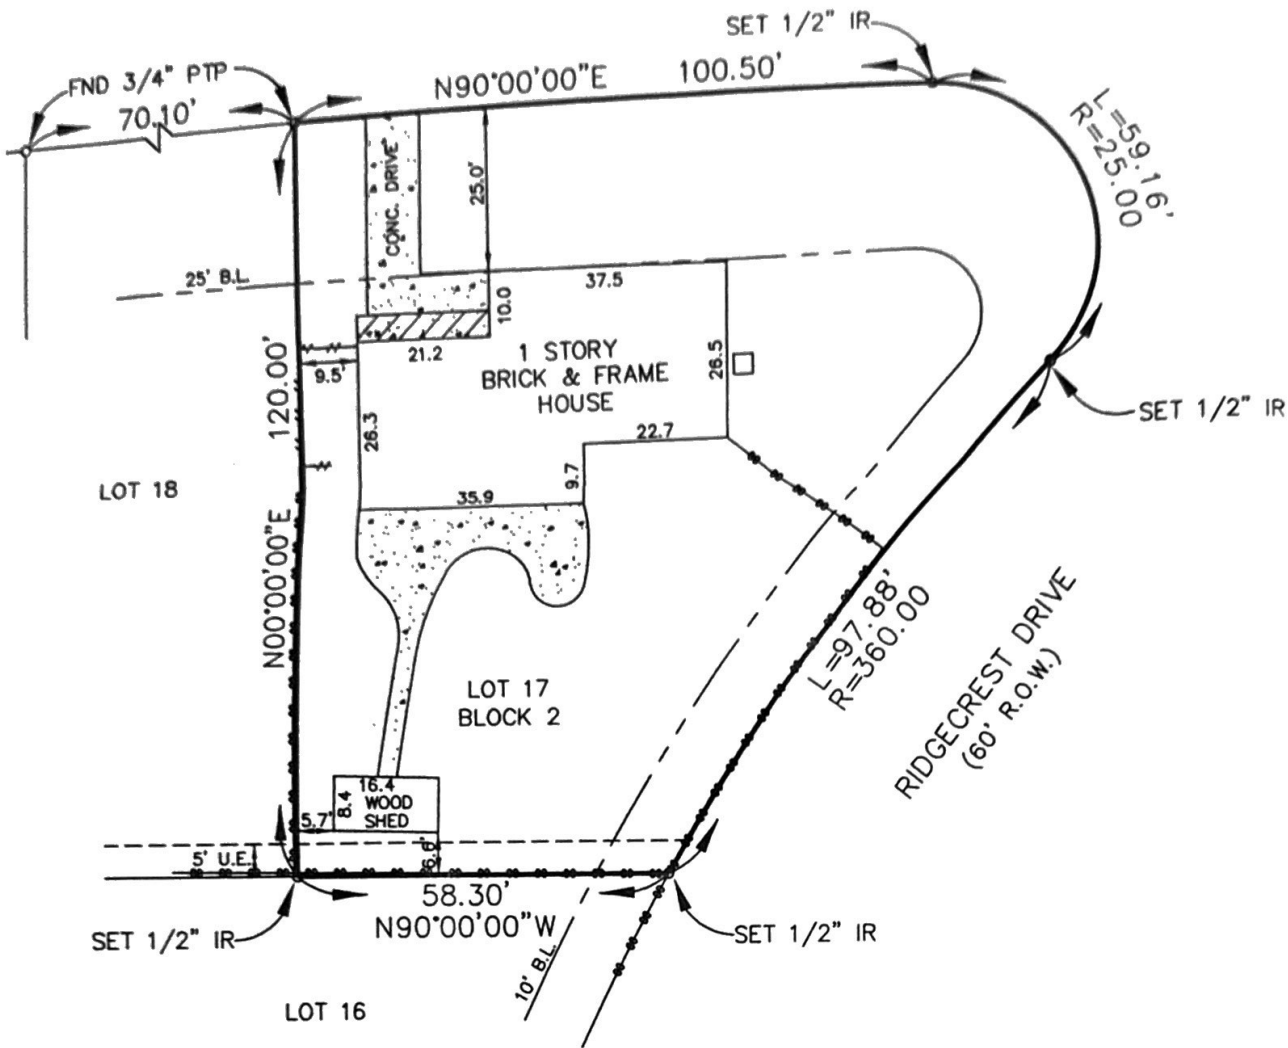 SET 1/2" IR
FND 3/4" PTP
70.10'
N90°00'00"E 100.50'
L=59.16'
R=25.00
CONC. DRIVE
25.0'
25' B.L.
37.5
10.0
21.2
9.5'
1 STORY
BRICK & FRAME
HOUSE
26.5
26.3
120.00'
N00°00'00"E
SET 1/2" IR
22.7
9.7
35.9
LOT 18
L=97.88'
R=360.00
RIDGECREST DRIVE
(60' R.O.W.)
LOT 17
BLOCK 2
16.4
8.4
WOOD
SHED
5.7'
6.6'
5' U.E.
58.30'
N90°00'00"W
SET 1/2" IR
SET 1/2" IR
10' B.L.
LOT 16